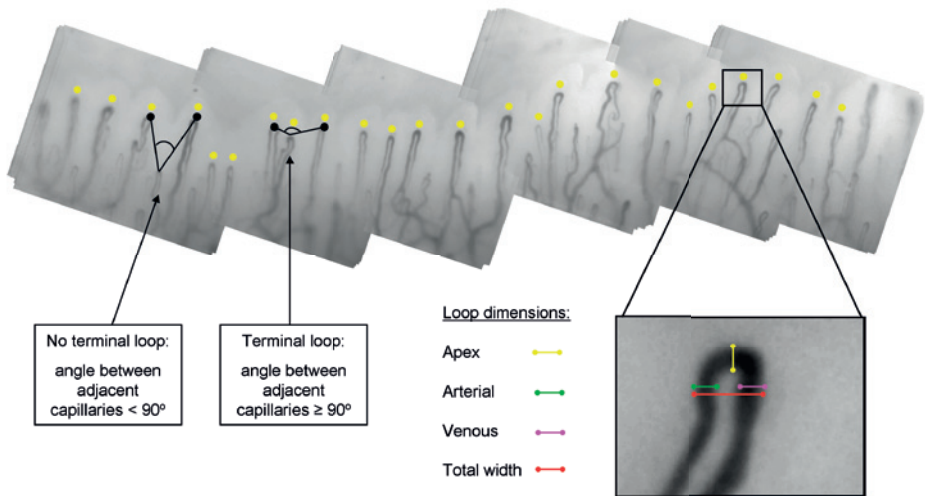 No terminal loop:
angle between
adjacent
capillaries < 90º
Terminal loop:
angle between
adjacent
capillaries ≥ 90º
Loop dimensions:
Apex
Arterial
Venous
Total width